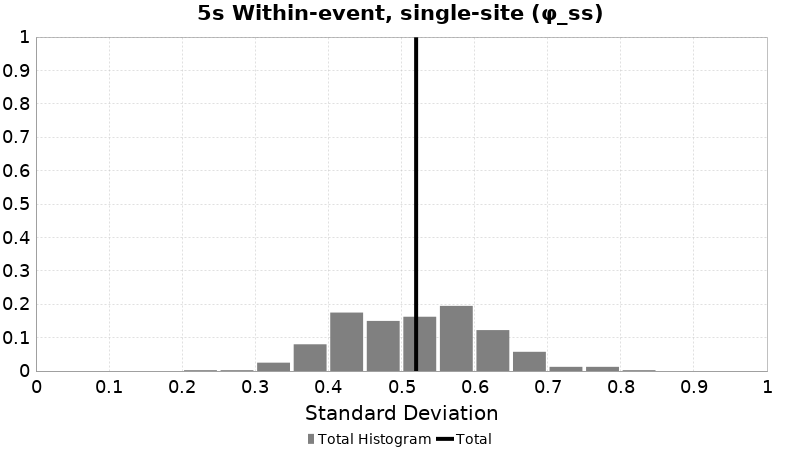 5s Within-event, single-site (φ_ss)
1
0.9
0.8
0.7
0.6
0.5
0.4
0.3
0.2
0.1
0
0 0.1 0.2 0.3 0.4 0.5 0.6 0.7 0.8 0.9 1
Standard Deviation
Total Histogram Total